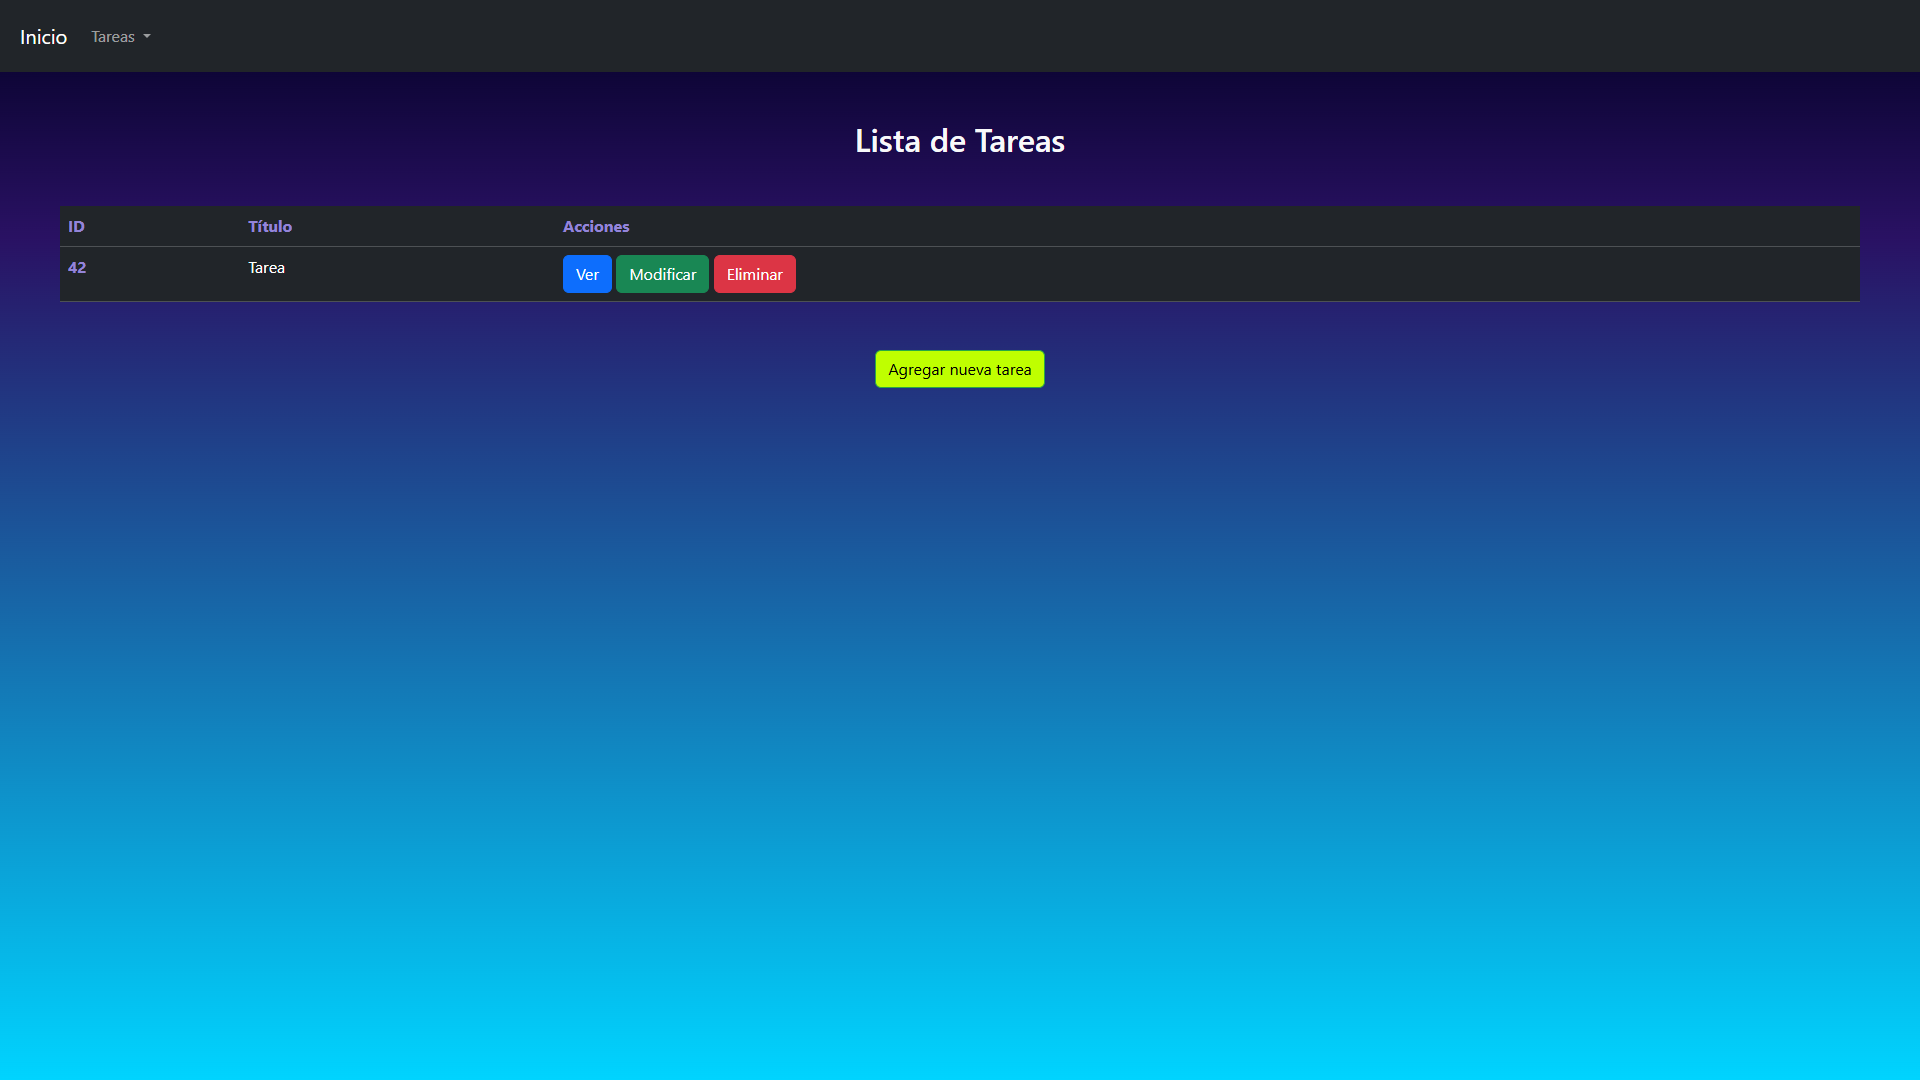 Inicio Tareas
Lista de Tareas
ID Título Acciones
42 Tarea Ver Modificar Eliminar
Agregar nueva tarea